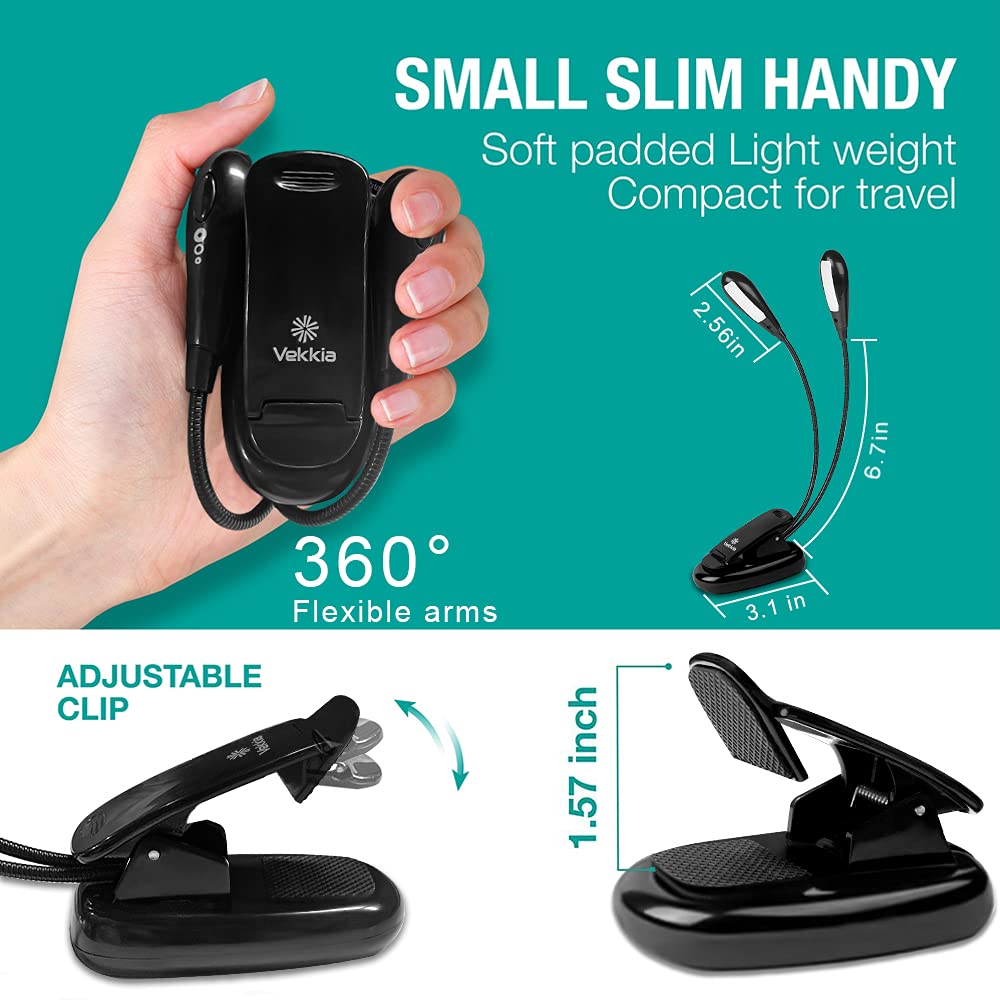 SMALL SLIM HANDY
Soft padded Light weight
Compact for travel
Vekkia
2.56in
6.7in
Vekkia
3.1 in
360°
Flexible arms
ADJUSTABLE
CLIP
Vekkia
1.57 inch